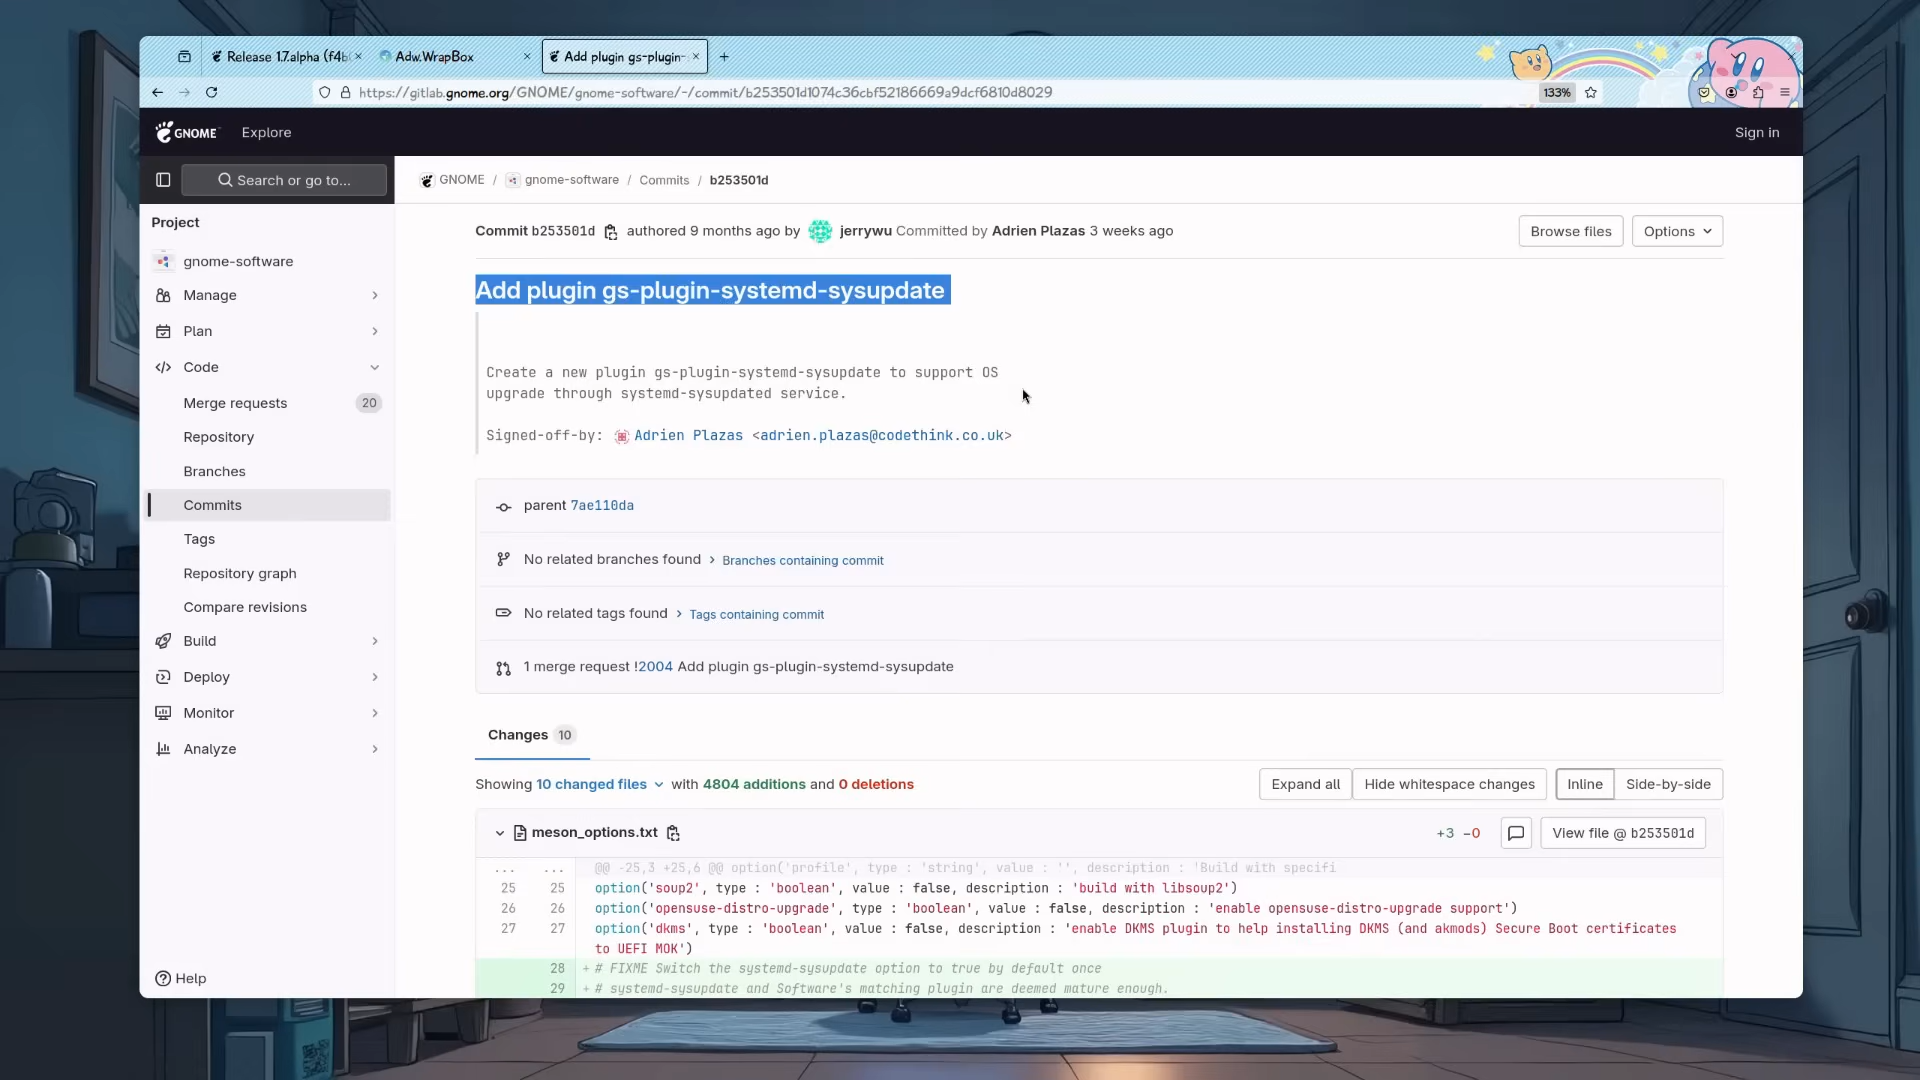 Release 1.7.alpha (f4b
Adw.WrapBox
Add plugin gs-plugin-
https://gitlab.gnome.org/GNOME/gnome-software/-/commit/b253501d1074c36cbf52186669a9dcf6810d8029
133%
GNOME
Explore
Sign in
Search or go to...
GNOME / gnome-software / Commits / b253501d
Project
gnome-software
Manage
Plan
Code
Merge requests 20
Repository
Branches
Commits
Tags
Repository graph
Compare revisions
Build
Deploy
Monitor
Analyze
Help
Commit b253501d authored 9 months ago by jerrywu Committed by Adrien Plazas 3 weeks ago
Browse files
Options
Add plugin gs-plugin-systemd-sysupdate
Create a new plugin gs-plugin-systemd-sysupdate to support OS
upgrade through systemd-sysupdated service.
Signed-off-by: Adrien Plazas <adrien.plazas@codethink.co.uk>
parent 7ae110da
No related branches found > Branches containing commit
No related tags found > Tags containing commit
1 merge request !2004 Add plugin gs-plugin-systemd-sysupdate
Changes 10
Showing 10 changed files with 4804 additions and 0 deletions
Expand all
Hide whitespace changes
Inline
Side-by-side
meson_options.txt
+3 −0
View file @ b253501d
... ... @@ -25,3 +25,6 @@ option('profile', type : 'string', value : '', description : 'Build with specifi
25 25 option('soup2', type : 'boolean', value : false, description : 'build with libsoup2')
26 26 option('opensuse-distro-upgrade', type : 'boolean', value : false, description : 'enable opensuse-distro-upgrade support')
27 27 option('dkms', type : 'boolean', value : false, description : 'enable DKMS plugin to help installing DKMS (and akmods) Secure Boot certificates
to UEFI MOK')
28 + # FIXME Switch the systemd-sysupdate option to true by default once
29 + # systemd-sysupdate and Software's matching plugin are deemed mature enough.